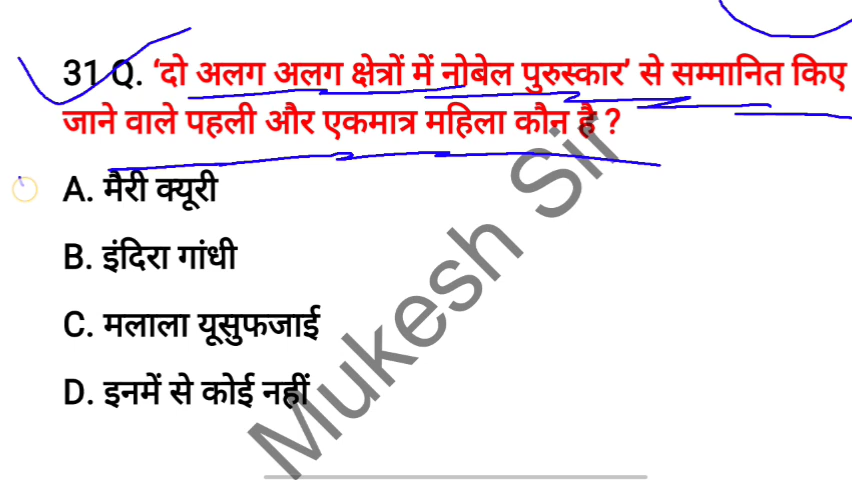 31 Q. ‘दो अलग अलग क्षेत्रों में नोबेल पुरुस्कार’ से सम्मानित किए
जाने वाले पहली और एकमात्र महिला कौन है ?
A. मैरी क्यूरी
B. इंदिरा गांधी
C. मलाला यूसुफजाई
D. इनमें से कोई नहीं
Mukesh Sir